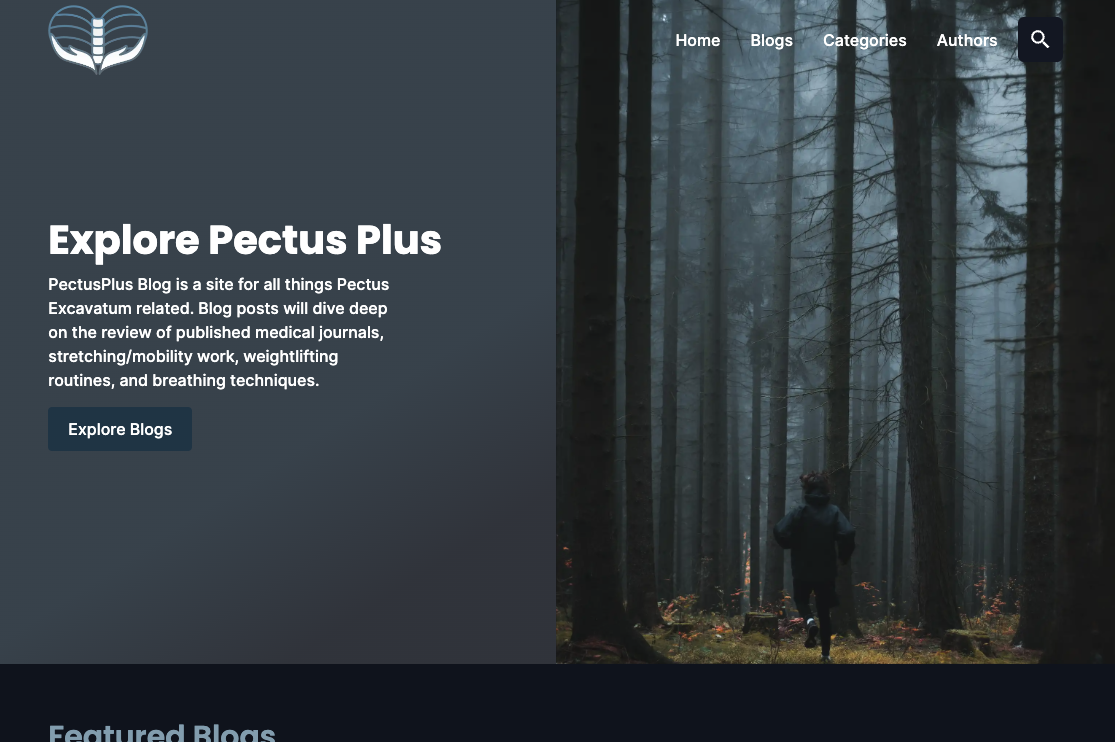 Home Blogs Categories Authors
Explore Pectus Plus
PectusPlus Blog is a site for all things Pectus
Excavatum related. Blog posts will dive deep
on the review of published medical journals,
stretching/mobility work, weightlifting
routines, and breathing techniques.
Explore Blogs
Featured Blogs